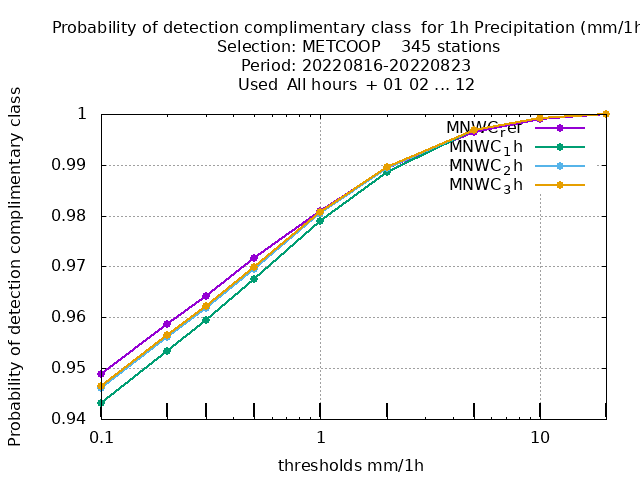 Probability of detection complimentary class for 1h Precipitation (mm/1h
Selection: METCOOP 345 stations
Period: 20220816-20220823
Used All hours + 01 02 ... 12
Probability of detection complimentary class
1
0.99
0.98
0.97
0.96
0.95
0.94
MNWC_ref
MNWC_1h
MNWC_2h
MNWC_3h
0.1
1
10
thresholds mm/1h